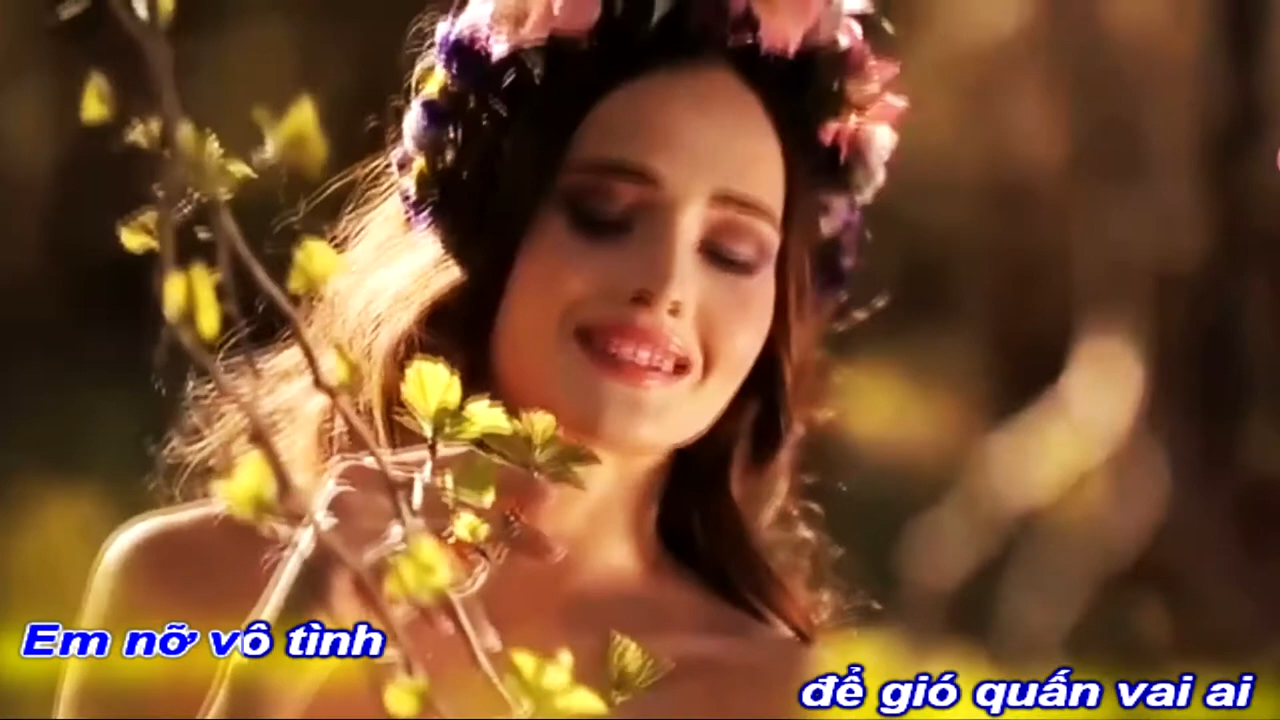 Em nỡ vô tình
để gió quấn vai ai